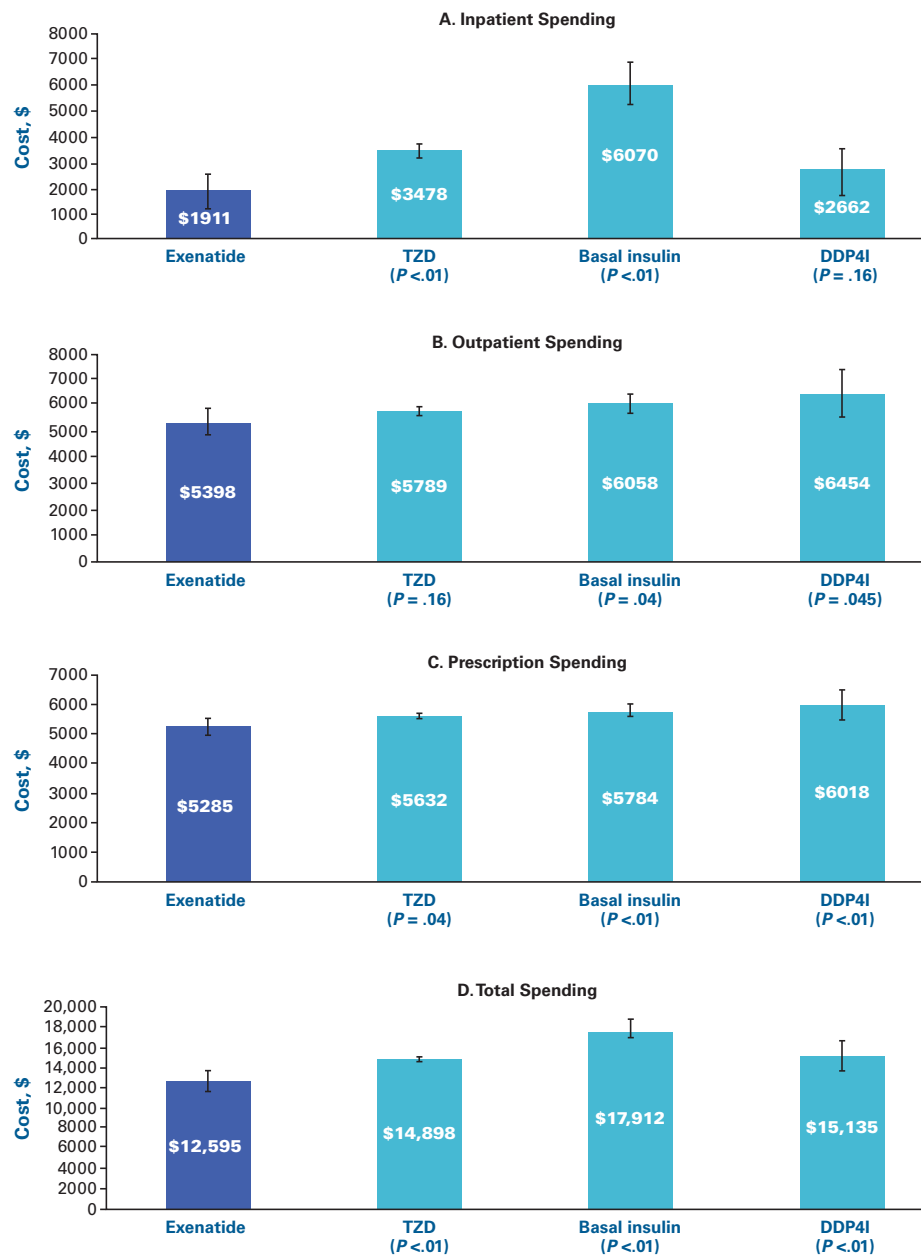 A. Inpatient Spending
Cost, $
8000
7000
6000
5000
4000
3000
2000
1000
0
$1911
$3478
$6070
$2662
Exenatide
TZD
(P <.01)
Basal insulin
(P <.01)
DDP4I
(P = .16)
B. Outpatient Spending
Cost, $
8000
7000
6000
5000
4000
3000
2000
1000
0
$5398
$5789
$6058
$6454
Exenatide
TZD
(P = .16)
Basal insulin
(P = .04)
DDP4I
(P = .045)
C. Prescription Spending
Cost, $
7000
6000
5000
4000
3000
2000
1000
0
$5285
$5632
$5784
$6018
Exenatide
TZD
(P = .04)
Basal insulin
(P <.01)
DDP4I
(P <.01)
D. Total Spending
Cost, $
20,000
18,000
16,000
14,000
12,000
10,000
8000
6000
4000
2000
0
$12,595
$14,898
$17,912
$15,135
Exenatide
TZD
(P <.01)
Basal insulin
(P <.01)
DDP4I
(P <.01)